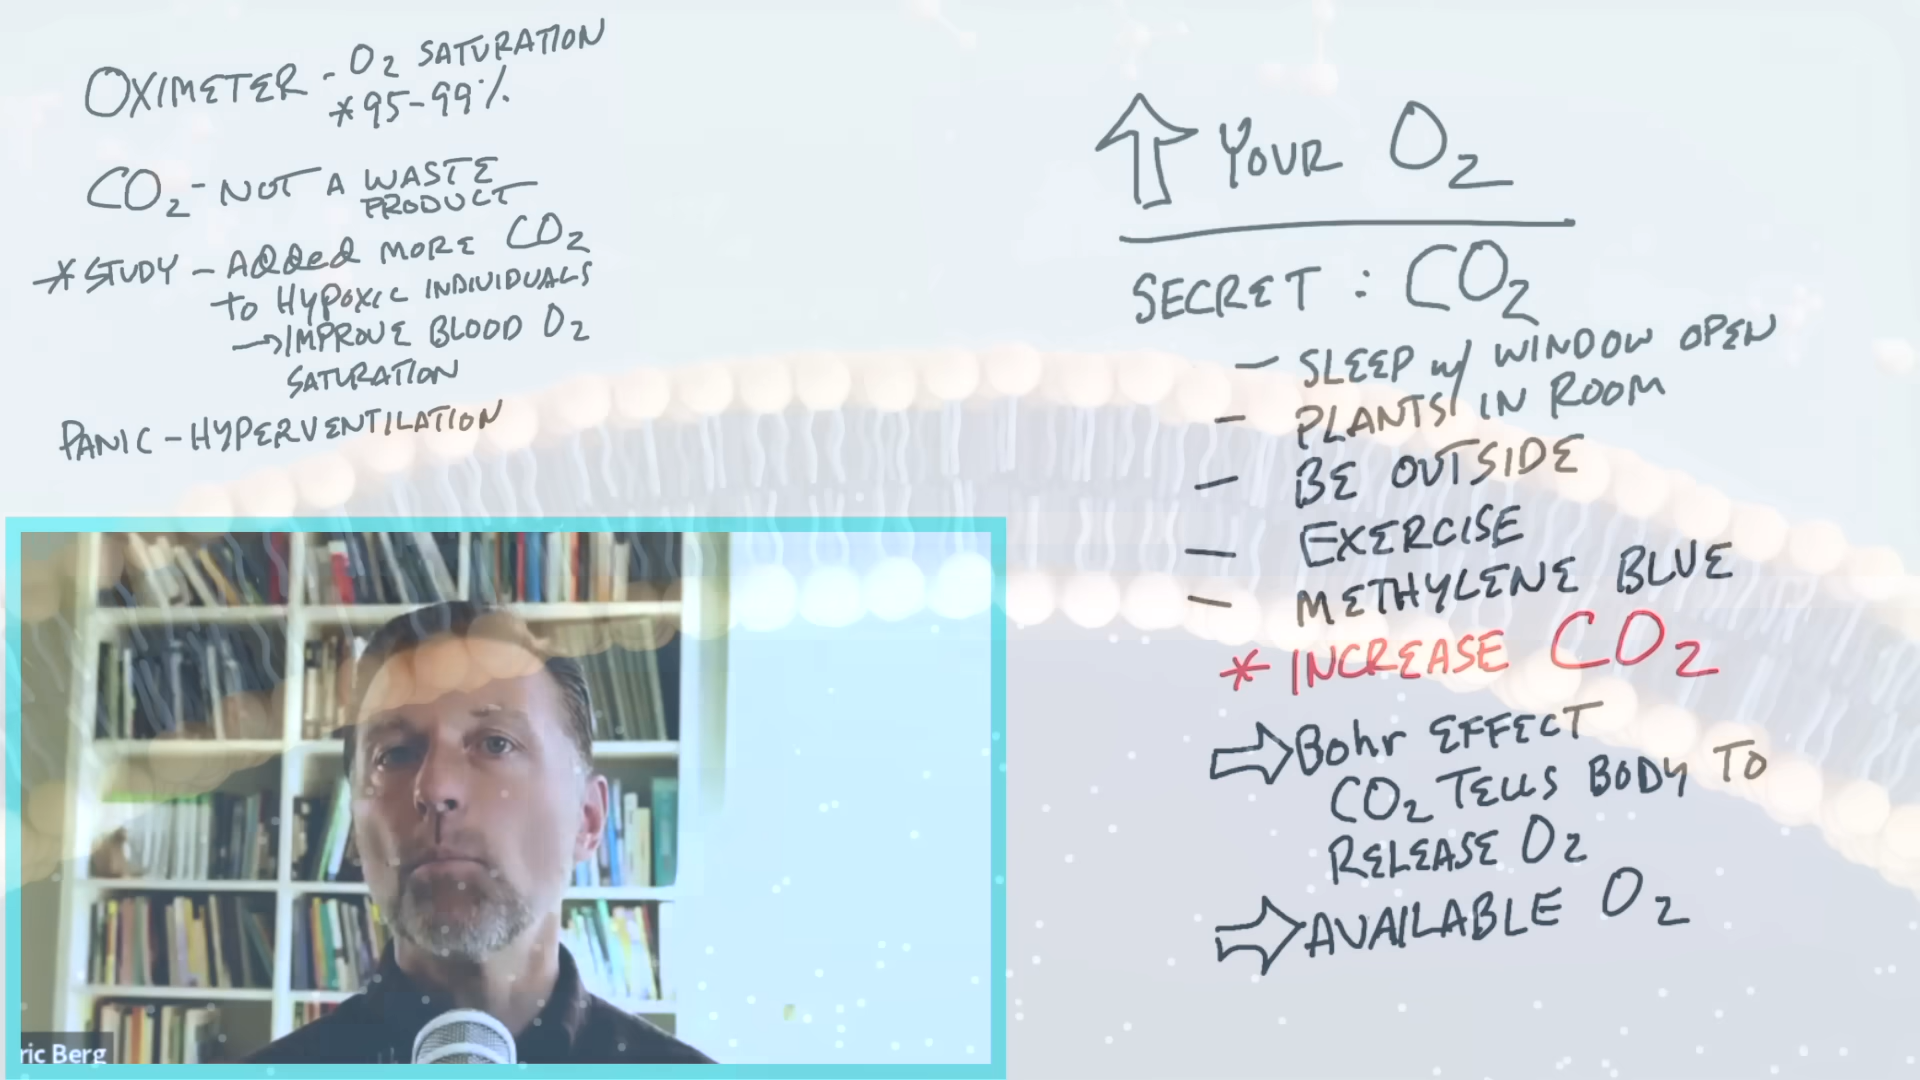 OXIMETER - O2 SATURATION
*95-99%
CO2 - NOT A WASTE
PRODUCT
*STUDY - ADDED MORE CO2
TO HYPOXIC INDIVIDUALS
→IMPROVE BLOOD O2
SATURATION
PANIC - HYPERVENTILATION
↑ YOUR O2
SECRET : CO2
- SLEEP w/ WINDOW OPEN
- PLANTS IN ROOM
- BE OUTSIDE
- EXERCISE
- METHYLENE BLUE
* INCREASE CO2
⇒ Bohr EFFECT
CO2 TELLS BODY TO
RELEASE O2
⇒ AVAILABLE O2
ric Berg